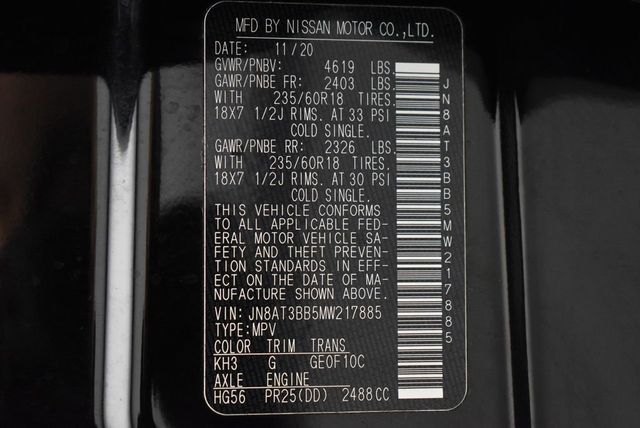 MFD BY NISSAN MOTOR CO.,LTD.
DATE: 11/20
GVWR/PNBV: 4619 LBS.
GAWR/PNBE FR: 2403 LBS.
WITH 235/60R18 TIRES.
18X7 1/2J RIMS. AT 33 PSI
COLD SINGLE.
GAWR/PNBE RR: 2326 LBS.
WITH 235/60R18 TIRES.
18X7 1/2J RIMS. AT 30 PSI
COLD SINGLE.
THIS VEHICLE CONFORMS
TO ALL APPLICABLE FED-
ERAL MOTOR VEHICLE SA-
FETY AND THEFT PREVEN-
TION STANDARDS IN EFF-
ECT ON THE DATE OF MA-
NUFACTURE SHOWN ABOVE.
VIN: JN8AT3BB5MW217885
TYPE:MPV
COLOR TRIM TRANS
KH3 G GEOF10C
AXLE ENGINE
HG56 PR25(DD) 2488CC
JN8AT3BB5MW217885